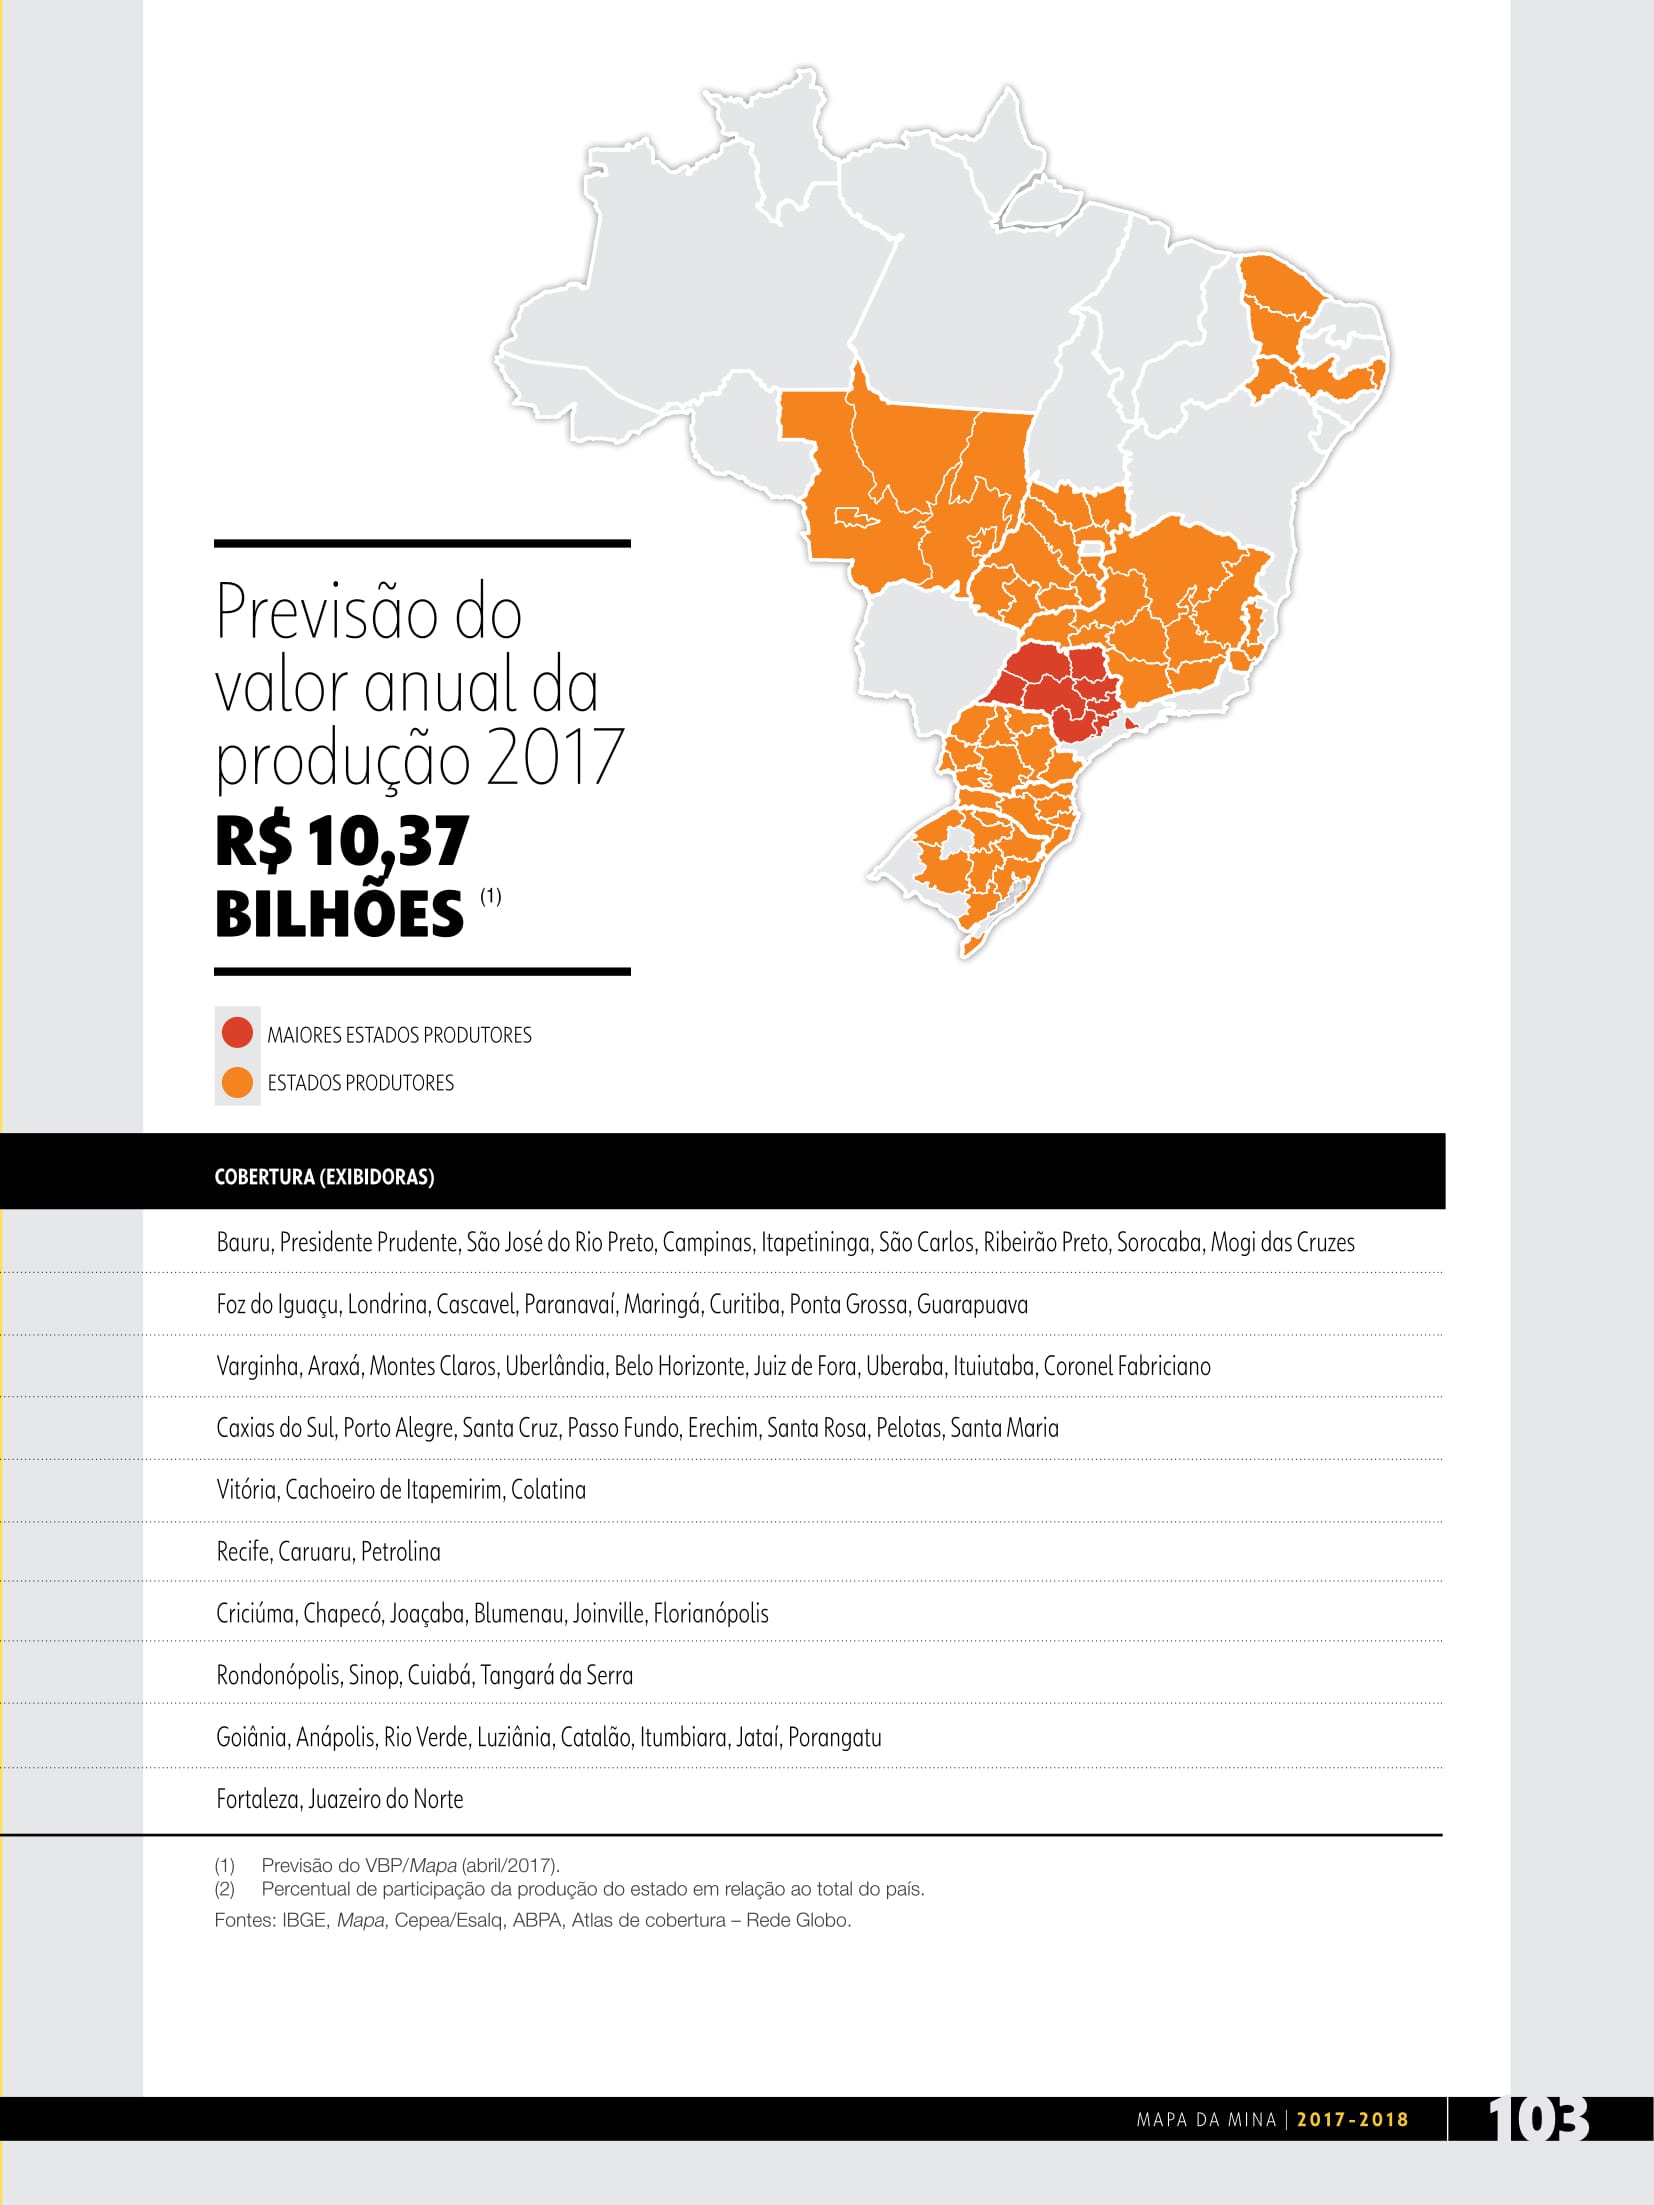 Previsão do
valor anual da
produção 2017
R$ 10,37
BILHÕES (1)
MAIORES ESTADOS PRODUTORES
ESTADOS PRODUTORES
COBERTURA (EXIBIDORAS)
Bauru, Presidente Prudente, São José do Rio Preto, Campinas, Itapetininga, São Carlos, Ribeirão Preto, Sorocaba, Mogi das Cruzes
Foz do Iguaçu, Londrina, Cascavel, Paranavaí, Maringá, Curitiba, Ponta Grossa, Guarapuava
Varginha, Araxá, Montes Claros, Uberlândia, Belo Horizonte, Juiz de Fora, Uberaba, Ituiutaba, Coronel Fabriciano
Caxias do Sul, Porto Alegre, Santa Cruz, Passo Fundo, Erechim, Santa Rosa, Pelotas, Santa Maria
Vitória, Cachoeiro de Itapemirim, Colatina
Recife, Caruaru, Petrolina
Criciúma, Chapecó, Joaçaba, Blumenau, Joinville, Florianópolis
Rondonópolis, Sinop, Cuiabá, Tangará da Serra
Goiânia, Anápolis, Rio Verde, Luziânia, Catalão, Itumbiara, Jataí, Porangatu
Fortaleza, Juazeiro do Norte
(1) Previsão do VBP/Mapa (abril/2017).
(2) Percentual de participação da produção do estado em relação ao total do país.
Fontes: IBGE, Mapa, Cepea/Esalq, ABPA, Atlas de cobertura – Rede Globo.
MAPA DA MINA | 2017-2018 103